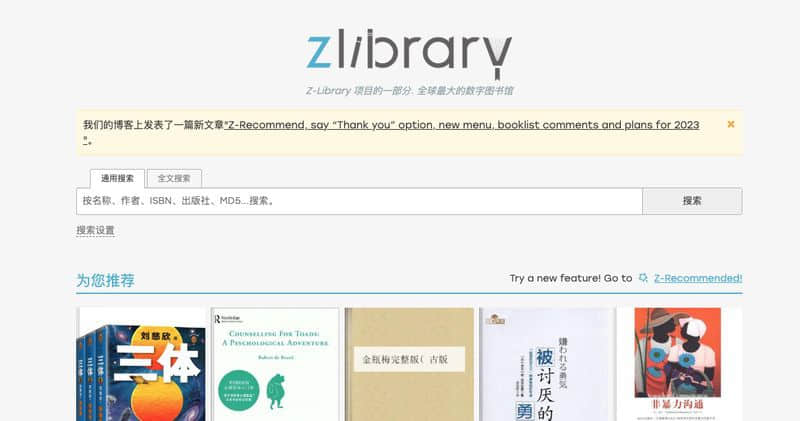 zlibrary
Z-Library 项目的一部分. 全球最大的数字图书馆
我们的博客上发表了一篇新文章"Z-Recommend, say “Thank you” option, new menu, booklist comments and plans for 2023
"。
通用搜索
全文搜索
按名称、作者、ISBN、出版社、MD5...搜索。
搜索
搜索设置
为您推荐
Try a new feature! Go to Z-Recommended!
刘慈欣
三体
Routledge
COUNSELLING FOR TOADS:
A PSYCHOLOGICAL ADVENTURE
Robert de Board
金瓶梅完整版( 古版
嫌われる勇気
被讨厌的勇
非暴力沟通